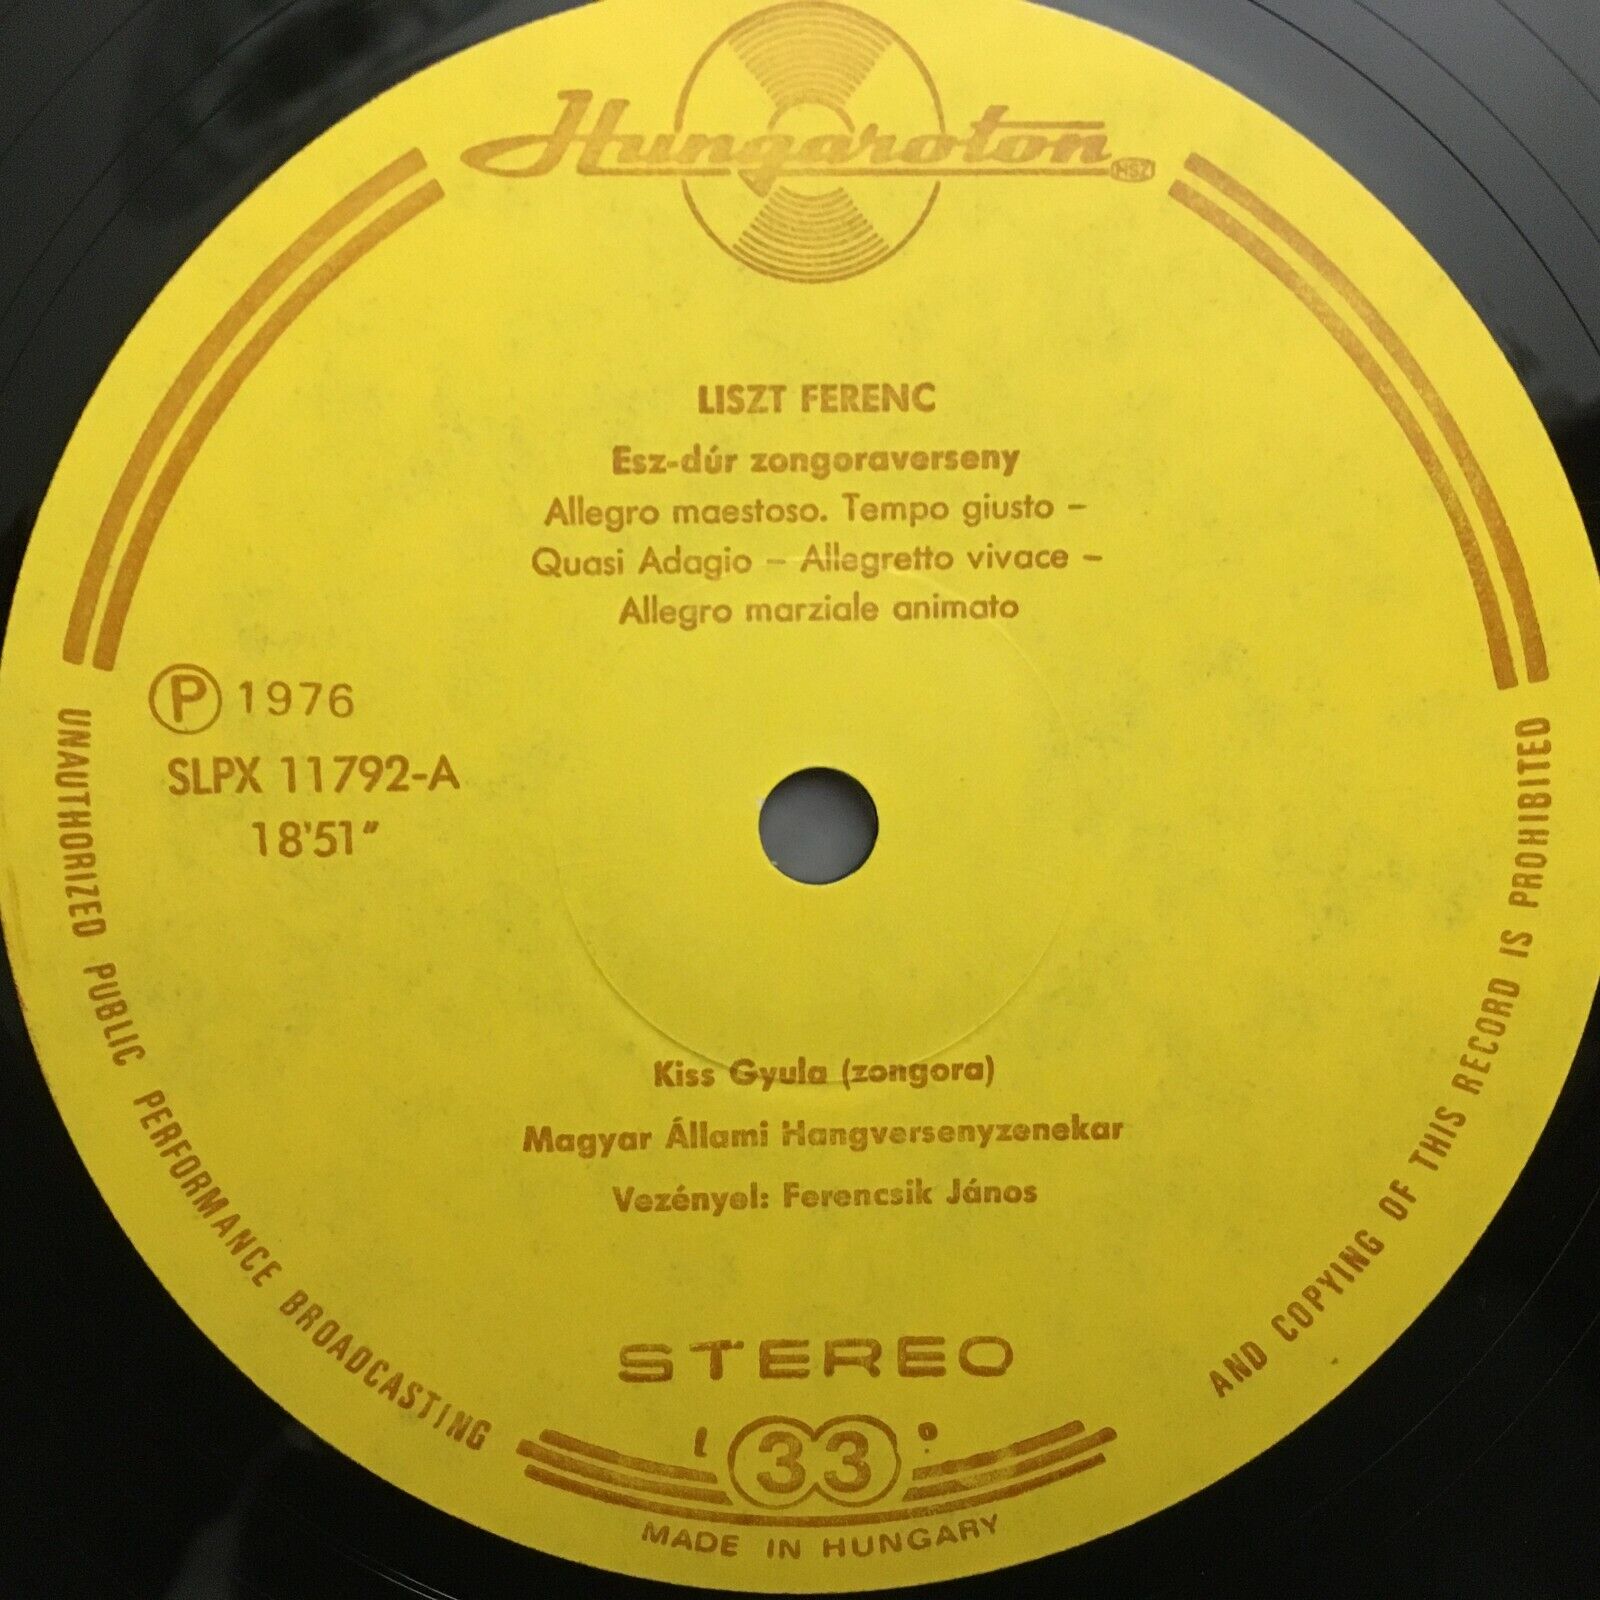 Hungaroton
MSZ
LISZT FERENC
Esz-dúr zongoraverseny
Allegro maestoso. Tempo giusto –
Quasi Adagio – Allegretto vivace –
Allegro marziale animato
Ⓟ 1976
SLPX 11792-A
18'51"
Kiss Gyula (zongora)
Magyar Állami Hangversenyzenekar
Vezényel: Ferencsik János
STEREO
L 33 P
MADE IN HUNGARY
UNAUTHORIZED PUBLIC PERFORMANCE BROADCASTING
AND COPYING OF THIS RECORD IS PROHIBITED